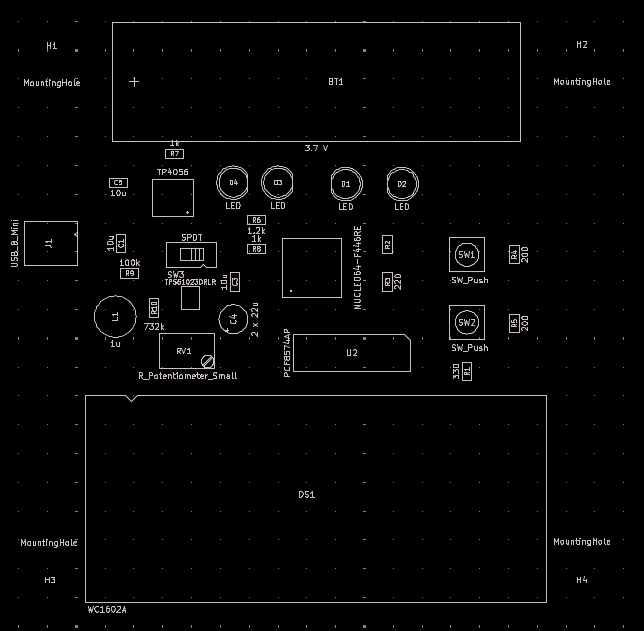 H1
H2
MountingHole
BT1
MountingHole
3.7 V
1k
R7
TP4056
C5
10u
D4
D3
D1
D2
LED
LED
LED
LED
R6
1.2k
1k
R8
USB_B_Mini
J1
10u
C1
SPDT
SW3
NUCLEO64-F446RE
R2
SW1
R4
200
SW_Push
100k
R9
TPS61023DRLR
10u
C3
R3
220
L1
1u
R10
732k
C4
2 x 22u
SW2
R5
200
SW_Push
RV1
R_Potentiometer_Small
PCF8574AP
U2
330
R1
DS1
MountingHole
MountingHole
H3
H4
WC1602A